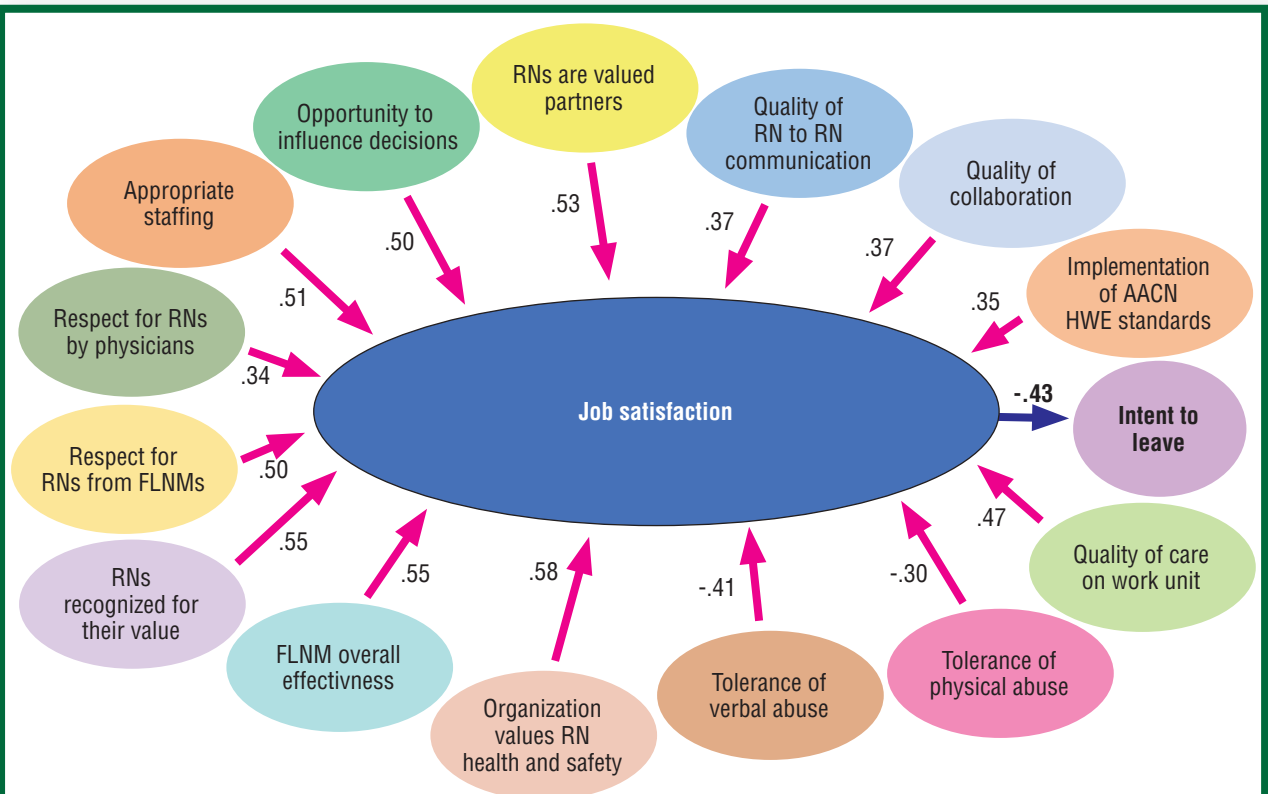 RNs are valued
partners
.53
Quality of
RN to RN
communication
.37
Quality of
collaboration
.37
Implementation
of AACN
HWE standards
.35
Intent to
leave
-.43
Quality of care
on work unit
.47
Tolerance of
physical abuse
-.30
Tolerance of
verbal abuse
-.41
Organization
values RN
health and safety
.58
FLNM overall
effectivness
.55
RNs
recognized for
their value
.55
Respect for
RNs from FLNMs
.50
Respect for RNs
by physicians
.34
Appropriate
staffing
.51
Opportunity to
influence decisions
.50
Job satisfaction